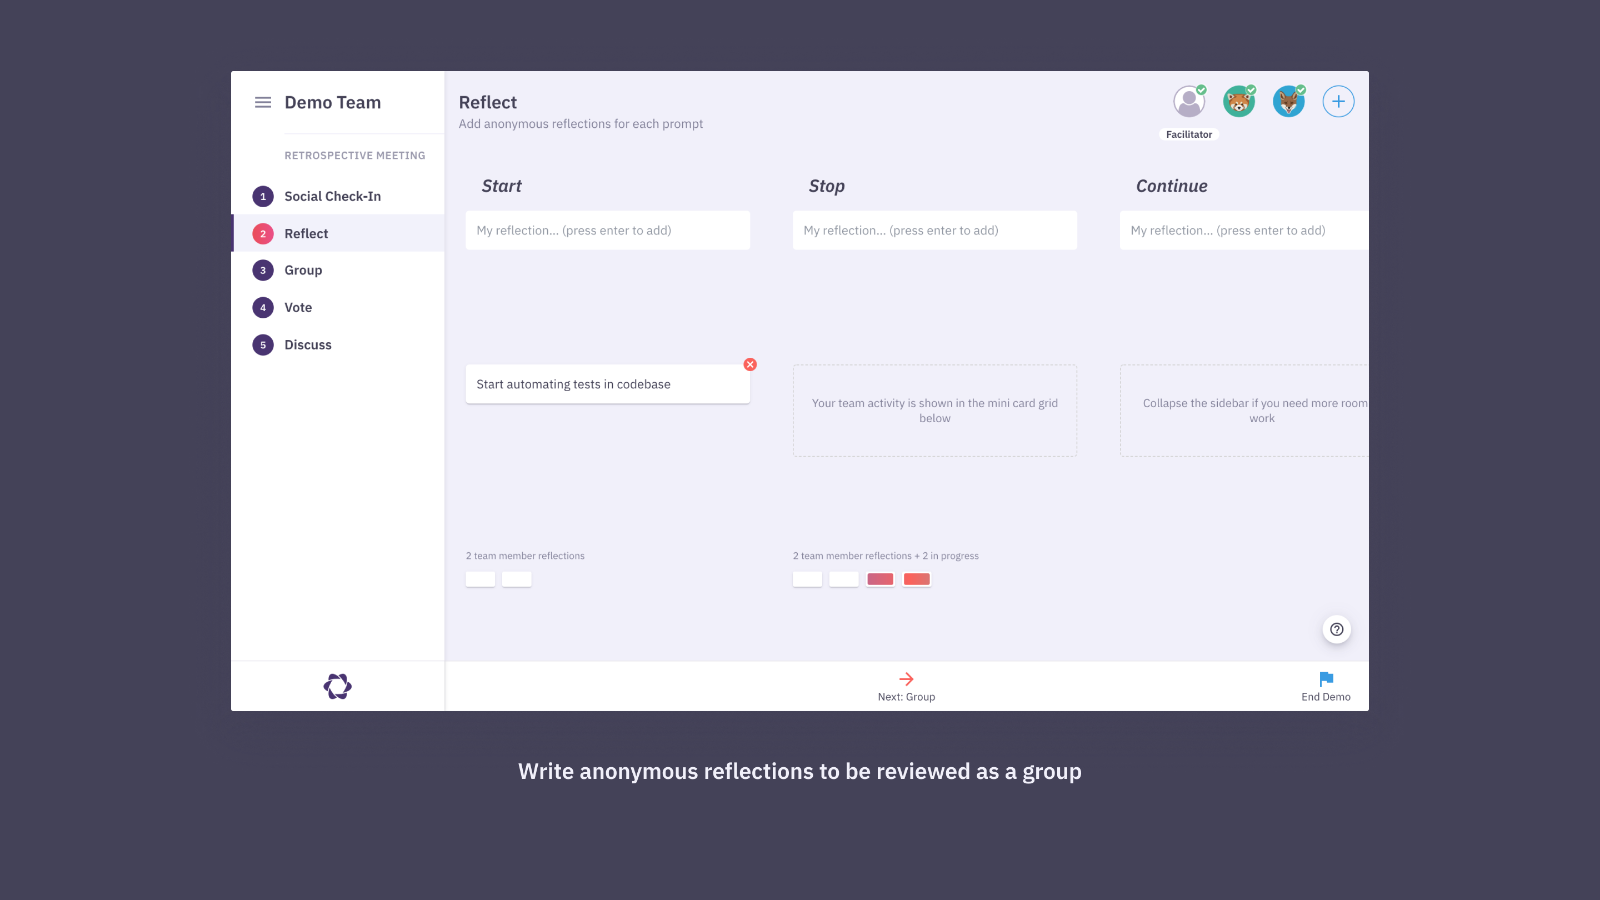 Demo Team
RETROSPECTIVE MEETING
1 Social Check-In
2 Reflect
3 Group
4 Vote
5 Discuss
Reflect
Add anonymous reflections for each prompt
Facilitator
Start
My reflection... (press enter to add)
Start automating tests in codebase
2 team member reflections
Stop
My reflection... (press enter to add)
Your team activity is shown in the mini card grid
below
2 team member reflections + 2 in progress
Continue
My reflection... (press enter to add)
Collapse the sidebar if you need more room
work
Next: Group
End Demo
Write anonymous reflections to be reviewed as a group